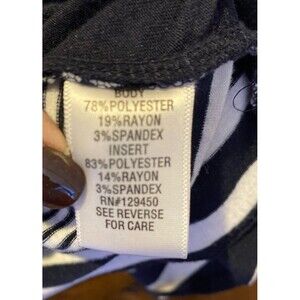 BODY
78%POLYESTER
19%RAYON
3%SPANDEX
INSERT
83%POLYESTER
14%RAYON
3%SPANDEX
RN#129450
SEE REVERSE
FOR CARE